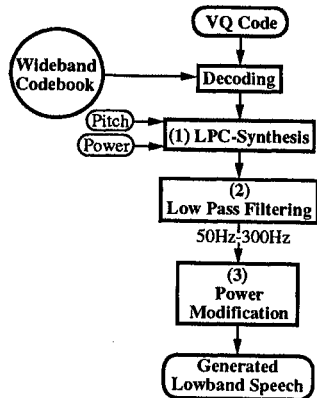 VQ Code
Wideband
Codebook
Decoding
Pitch
Power
(1) LPC-Synthesis
(2)
Low Pass Filtering
50Hz-300Hz
(3)
Power
Modification
Generated
Lowband Speech